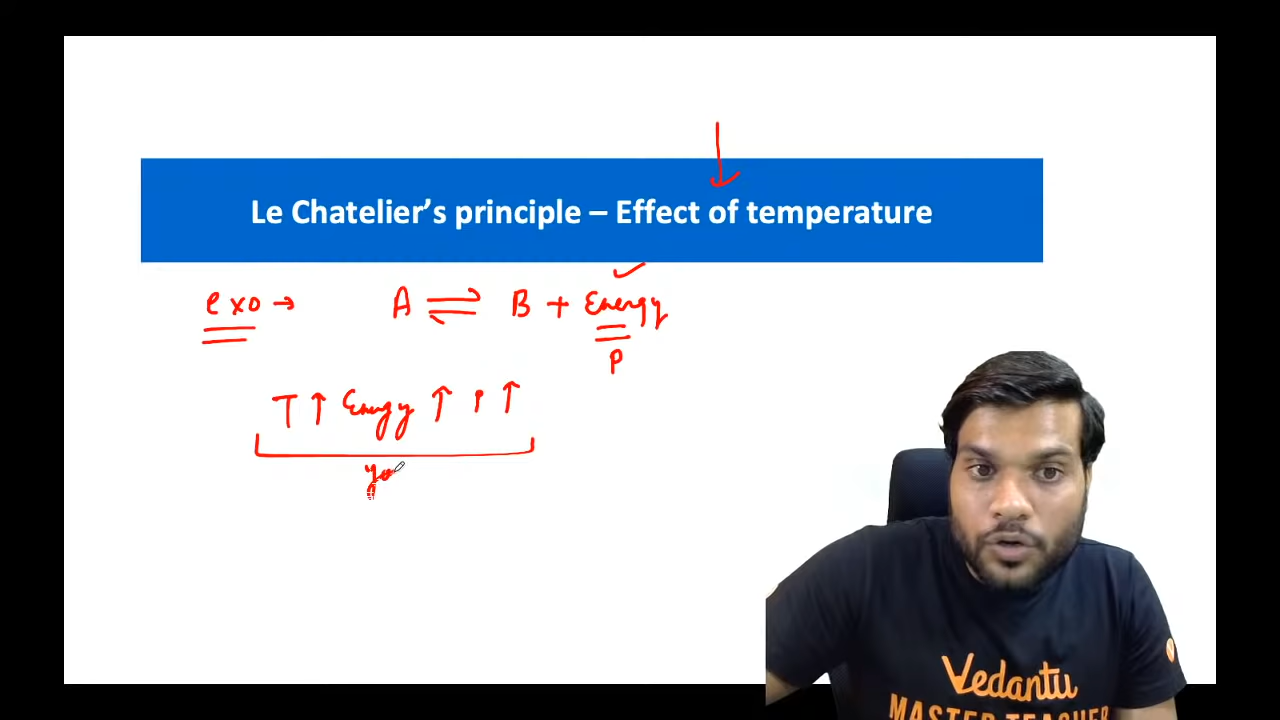 Le Chatelier’s principle – Effect of temperature
exo → A ⇌ B + Energy
P
T ↑ Energy ↑ P ↑
Vedantu
MASTER TEACHER